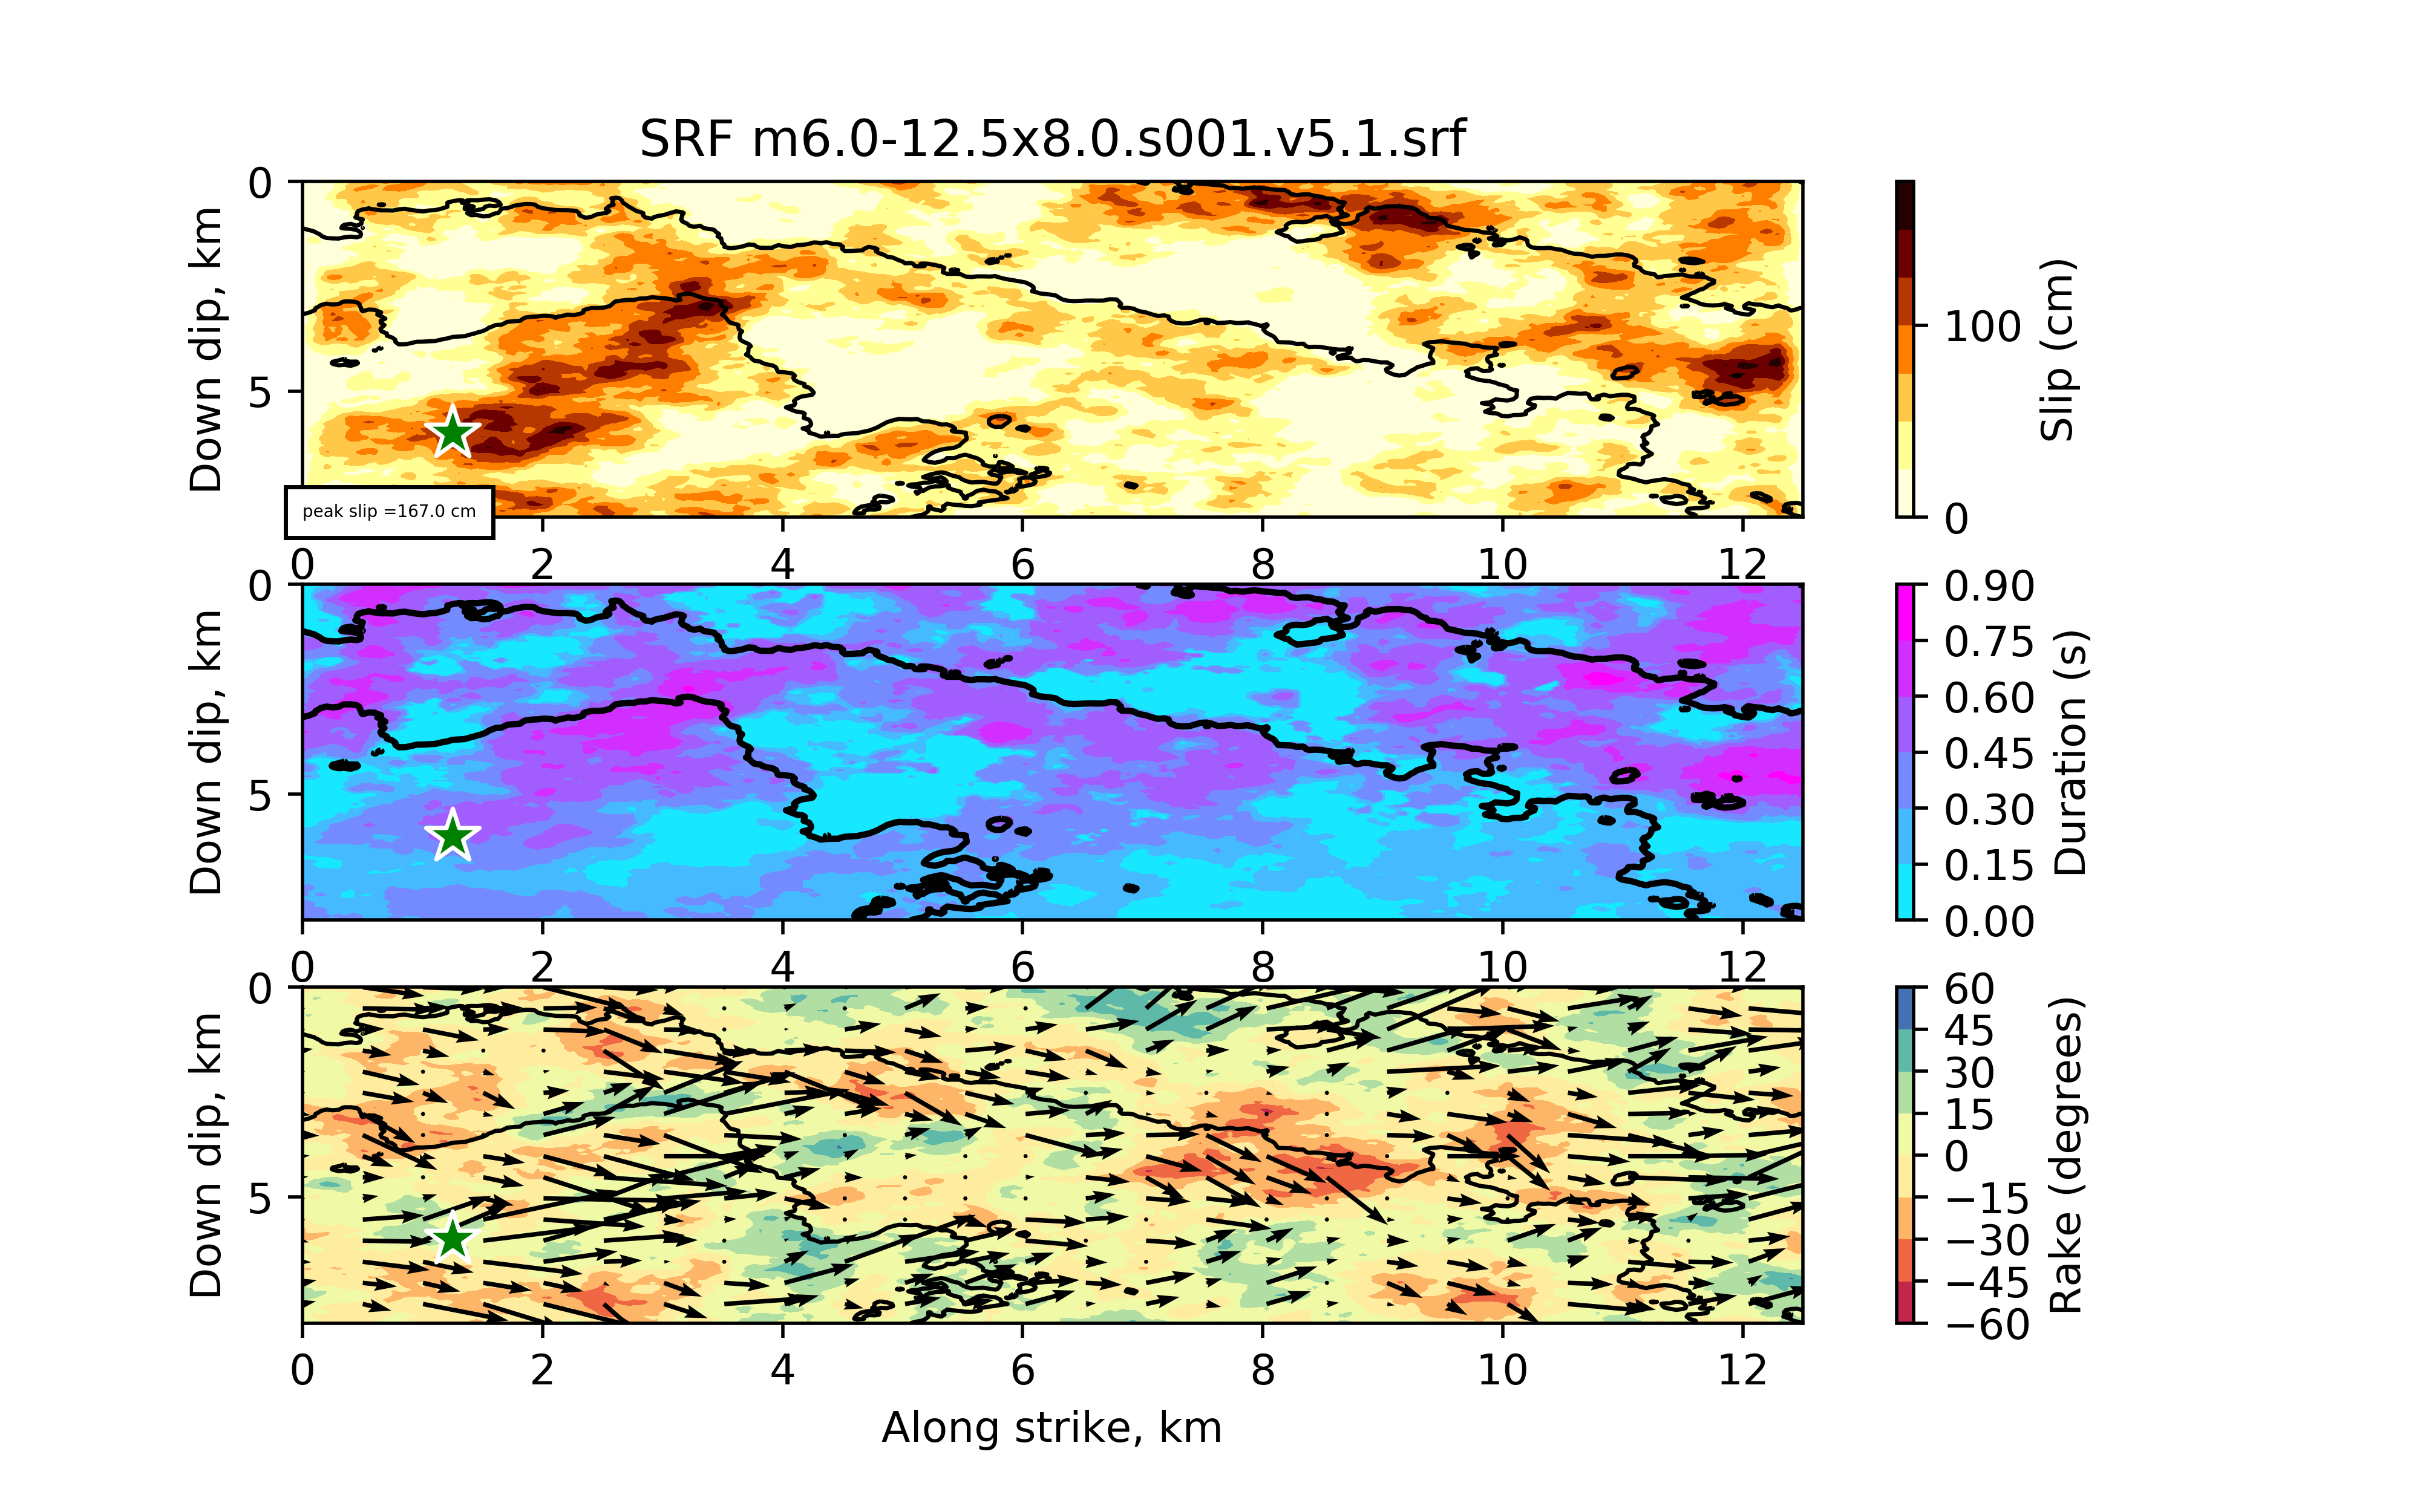 SRF m6.0-12.5x8.0.s001.v5.1.srf
0
5
Down dip, km
peak slip =167.0 cm
0 2 4 6 8 10 12
100
0
Slip (cm)
0
5
Down dip, km
0 2 4 6 8 10 12
0.90
0.75
0.60
0.45
0.30
0.15
0.00
Duration (s)
0
5
Down dip, km
0 2 4 6 8 10 12
Along strike, km
60
45
30
15
0
−15
−30
−45
−60
Rake (degrees)